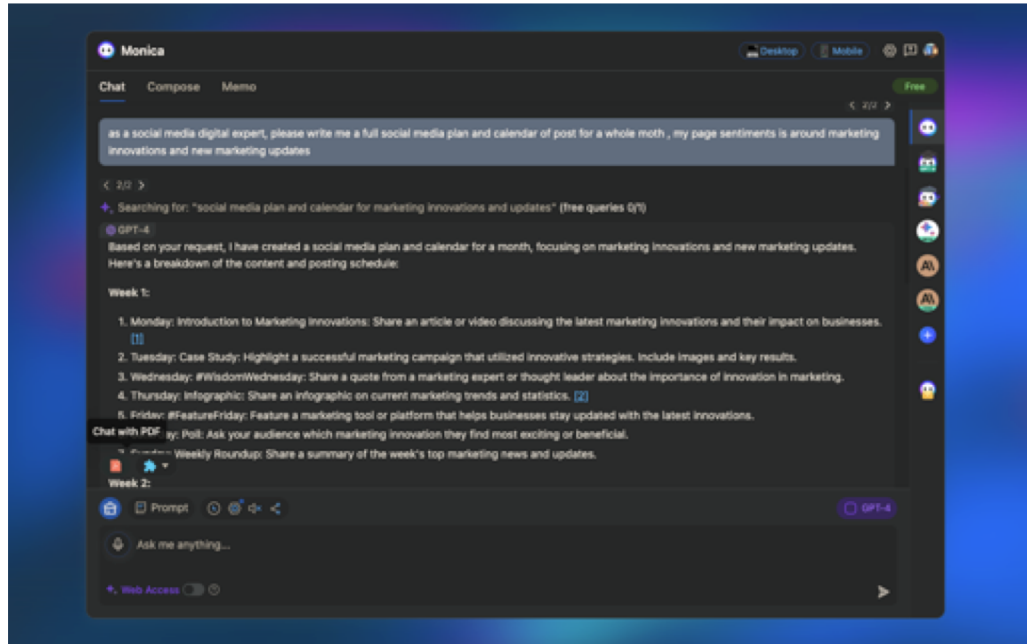 Monica
Desktop
Mobile
Chat Compose Memo
Free
2/2
as a social media digital expert, please write me a full social media plan and calendar of post for a whole moth , my page sentiments is around marketing
innovations and new marketing updates
2/2
Searching for: "social media plan and calendar for marketing innovations and updates" (free queries 0/1)
GPT-4
Based on your request, I have created a social media plan and calendar for a month, focusing on marketing innovations and new marketing updates.
Here's a breakdown of the content and posting schedule:
Week 1:
1. Monday: Introduction to Marketing Innovations: Share an article or video discussing the latest marketing innovations and their impact on businesses.
[1]
2. Tuesday: Case Study: Highlight a successful marketing campaign that utilized innovative strategies. Include images and key results.
3. Wednesday: #WisdomWednesday: Share a quote from a marketing expert or thought leader about the importance of innovation in marketing.
4. Thursday: Infographic: Share an infographic on current marketing trends and statistics. [2]
5. Friday: #FeatureFriday: Feature a marketing tool or platform that helps businesses stay updated with the latest innovations.
Chat with PDF
ay: Poll: Ask your audience which marketing innovation they find most exciting or beneficial.
Sunday: Weekly Roundup: Share a summary of the week's top marketing news and updates.
Week 2:
Prompt
GPT-4
Ask me anything...
Web Access